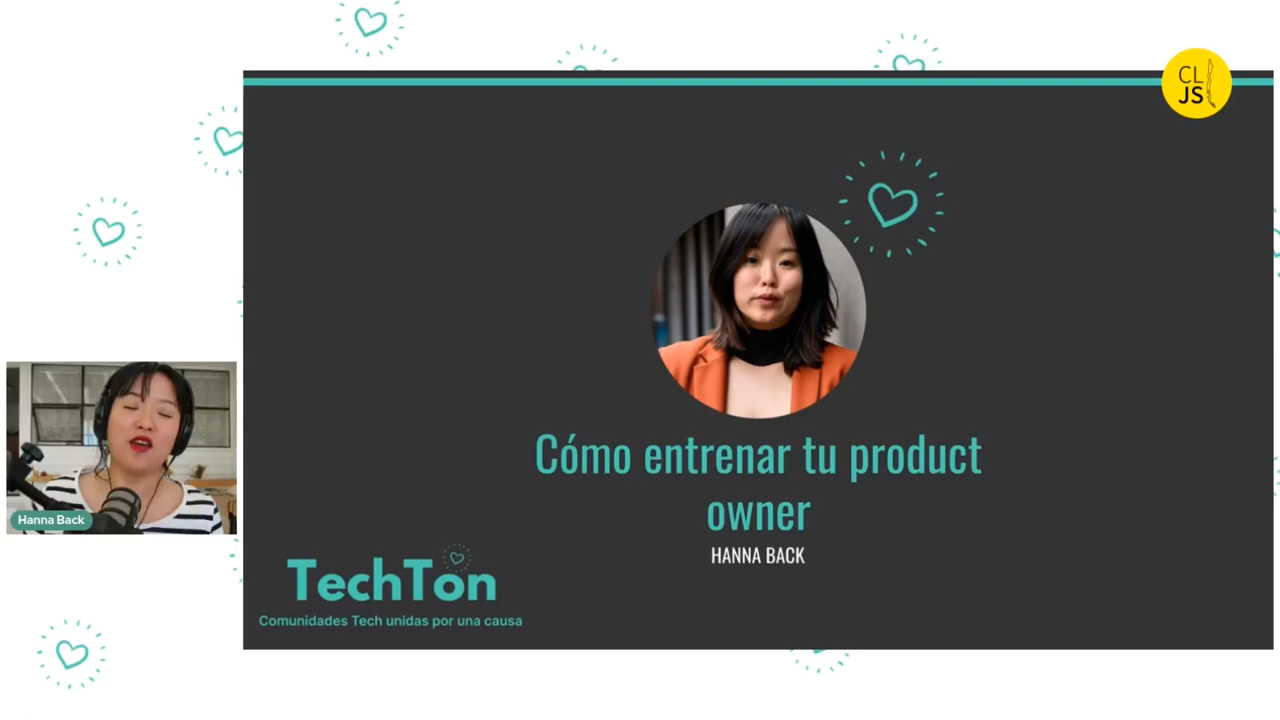 CL
JS
Cómo entrenar tu product
owner
HANNA BACK
Hanna Back
TechTon
Comunidades Tech unidas por una causa